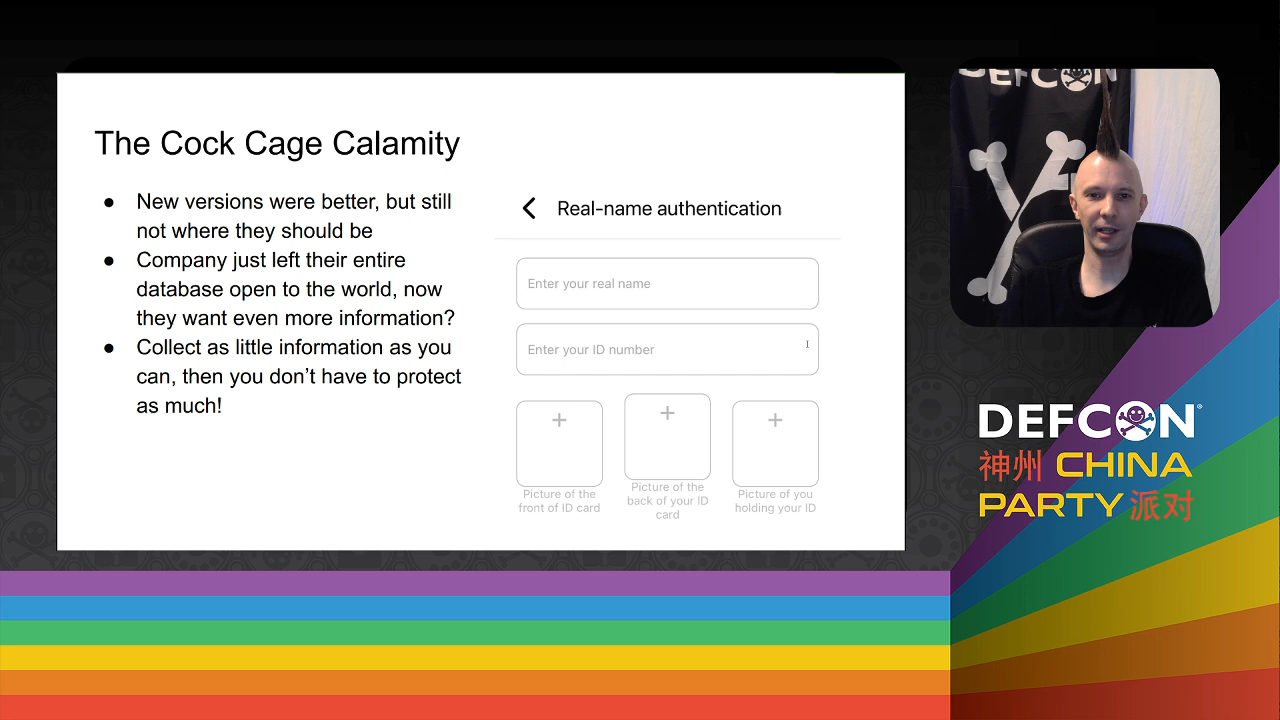 The Cock Cage Calamity
● New versions were better, but still
not where they should be
● Company just left their entire
database open to the world, now
they want even more information?
● Collect as little information as you
can, then you don't have to protect
as much!
Real-name authentication
Enter your real name
Enter your ID number
Picture of the
front of ID card
Picture of the
back of your ID
card
Picture of you
holding your ID
DEFCON
DEFCON®
神州 CHINA
PARTY 派对